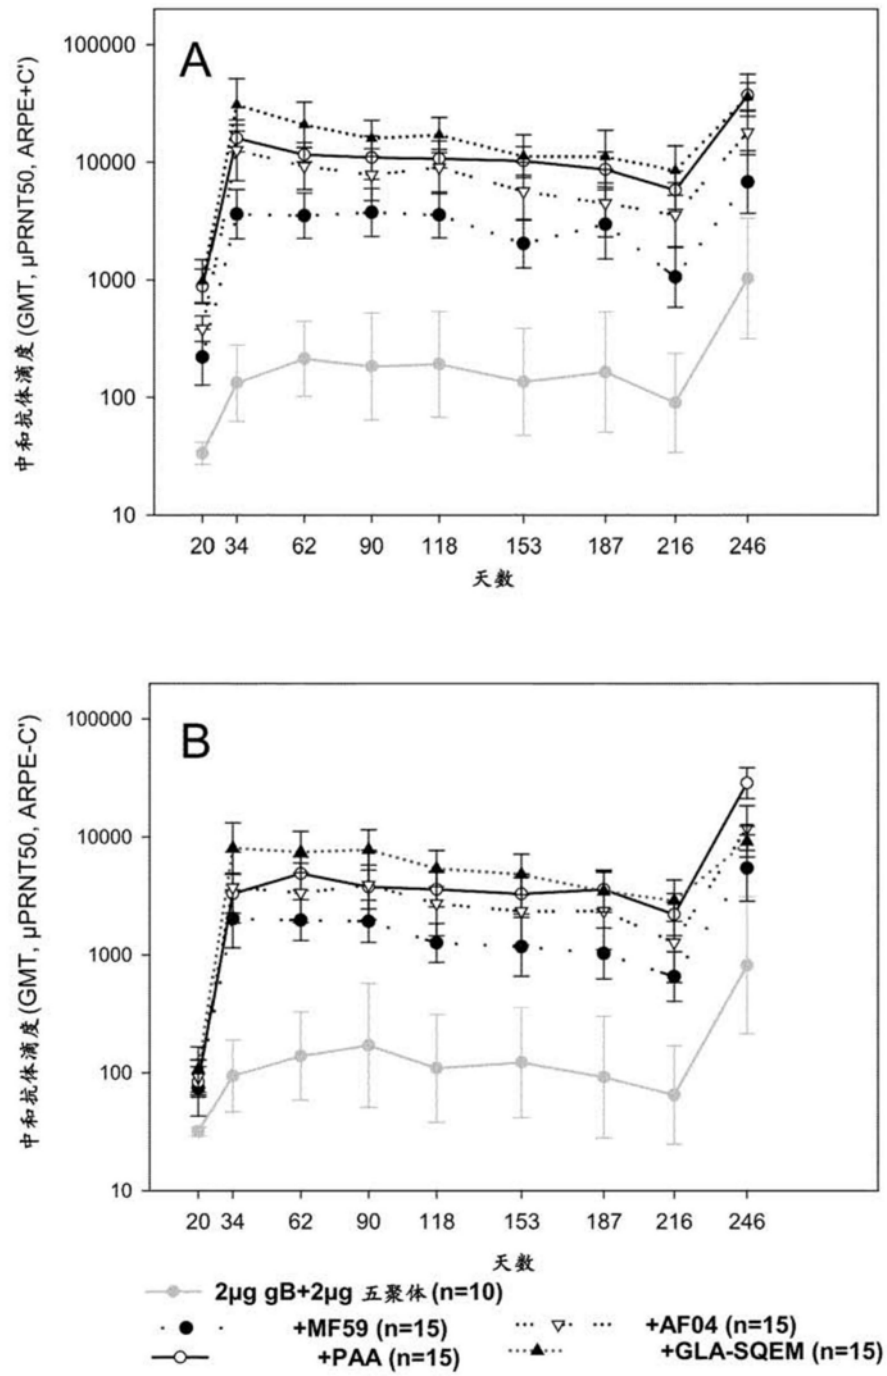 A
中和抗体滴度 (GMT, µPRNT50, ARPE+C')
100000
10000
1000
100
10
20 34 62 90 118 153 187 216 246
天数
B
中和抗体滴度 (GMT, µPRNT50, ARPE-C')
100000
10000
1000
100
10
20 34 62 90 118 153 187 216 246
天数
2µg gB+2µg 五聚体 (n=10)
+MF59 (n=15) +AF04 (n=15)
+PAA (n=15) +GLA-SQEM (n=15)